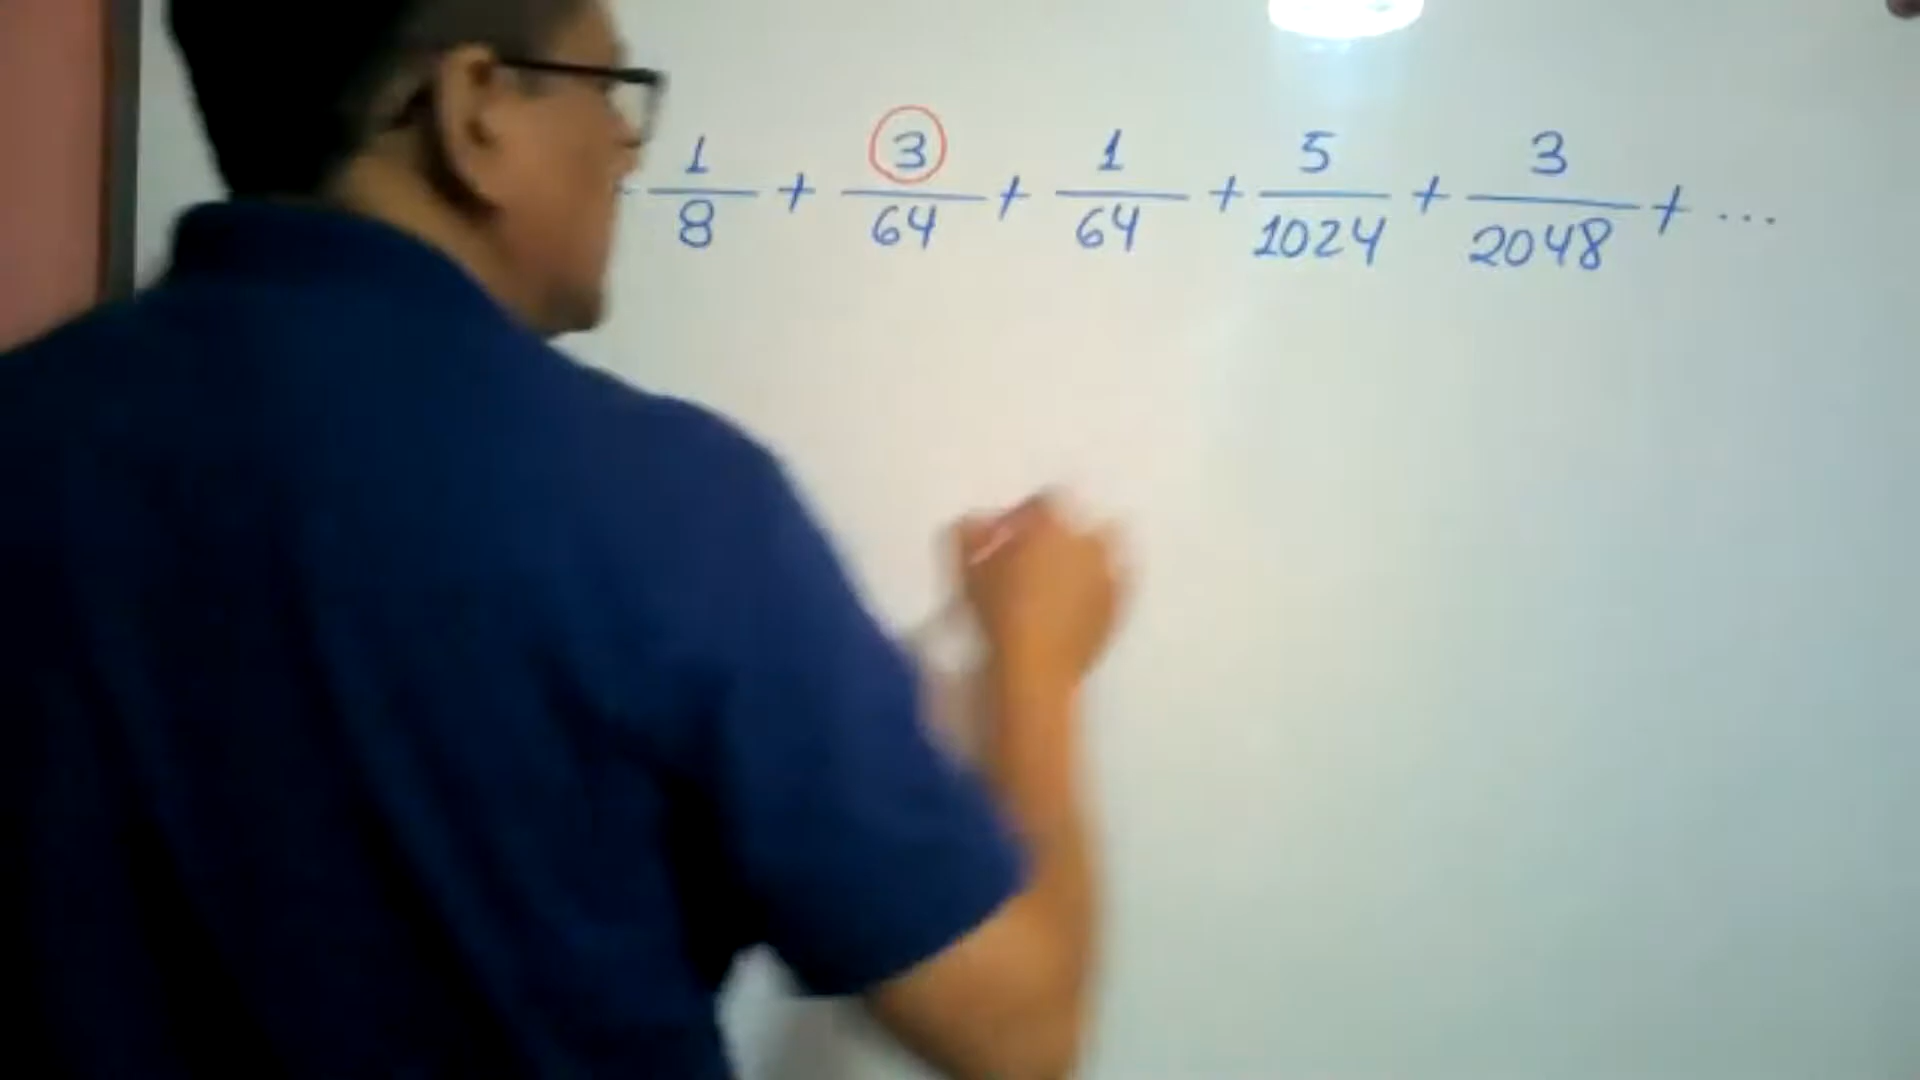 1/8 + 3/64 + 1/64 + 5/1024 + 3/2048 + ...